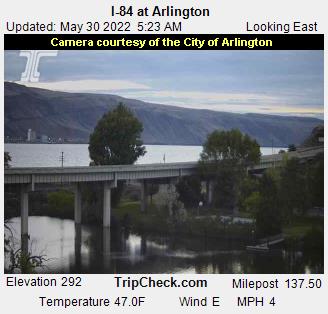 I-84 at Arlington
Updated: May 30 2022 5:23 AM Looking East
Camera courtesy of the City of Arlington
Elevation 292 TripCheck.com Milepost 137.50
Temperature 47.0F Wind E MPH 4